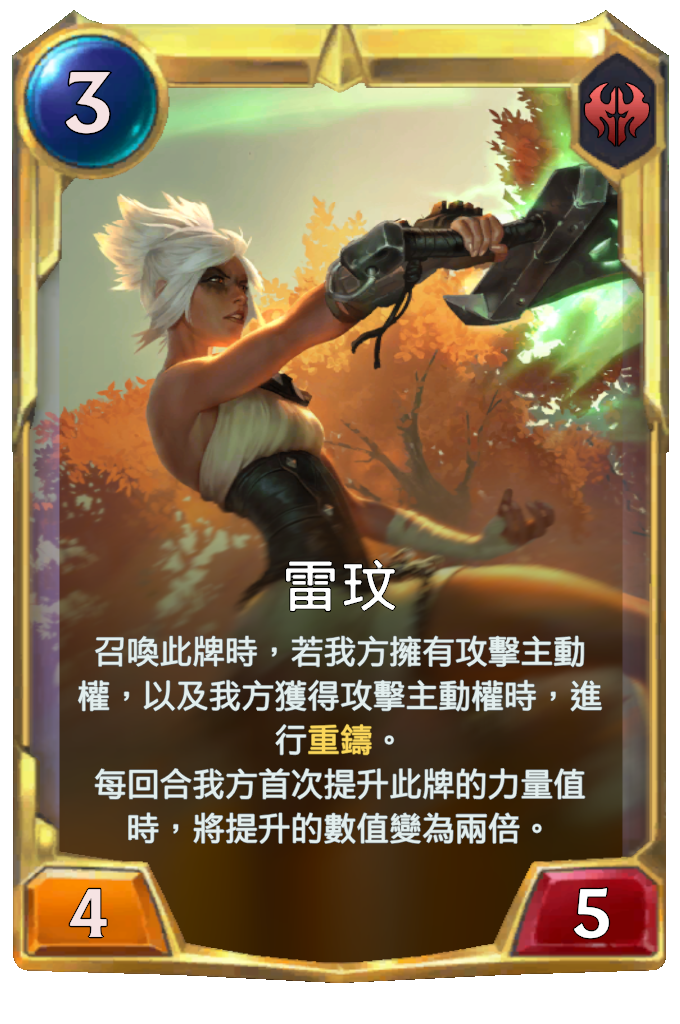 3
雷玟
召喚此牌時，若我方擁有攻擊主動
權，以及我方獲得攻擊主動權時，進
行重鑄。
每回合我方首次提升此牌的力量值
時，將提升的數值變為兩倍。
4
5